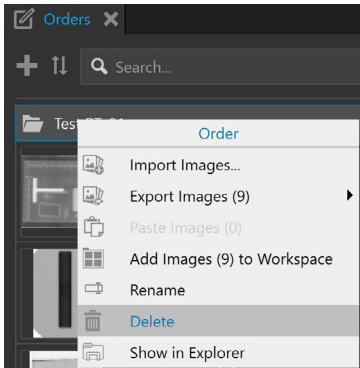 Orders
Search...
Order
Import Images...
Export Images (9)
Paste Images (0)
Add Images (9) to Workspace
Rename
Delete
Show in Explorer